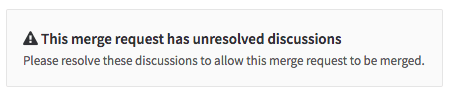 This merge request has unresolved discussions
Please resolve these discussions to allow this merge request to be merged.